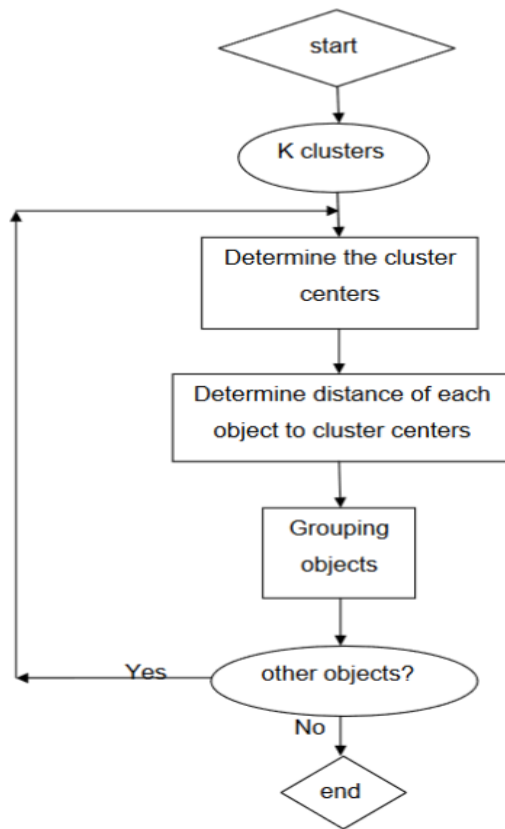 start
K clusters
Determine the cluster
centers
Determine distance of each
object to cluster centers
Grouping
objects
other objects?
Yes
No
end